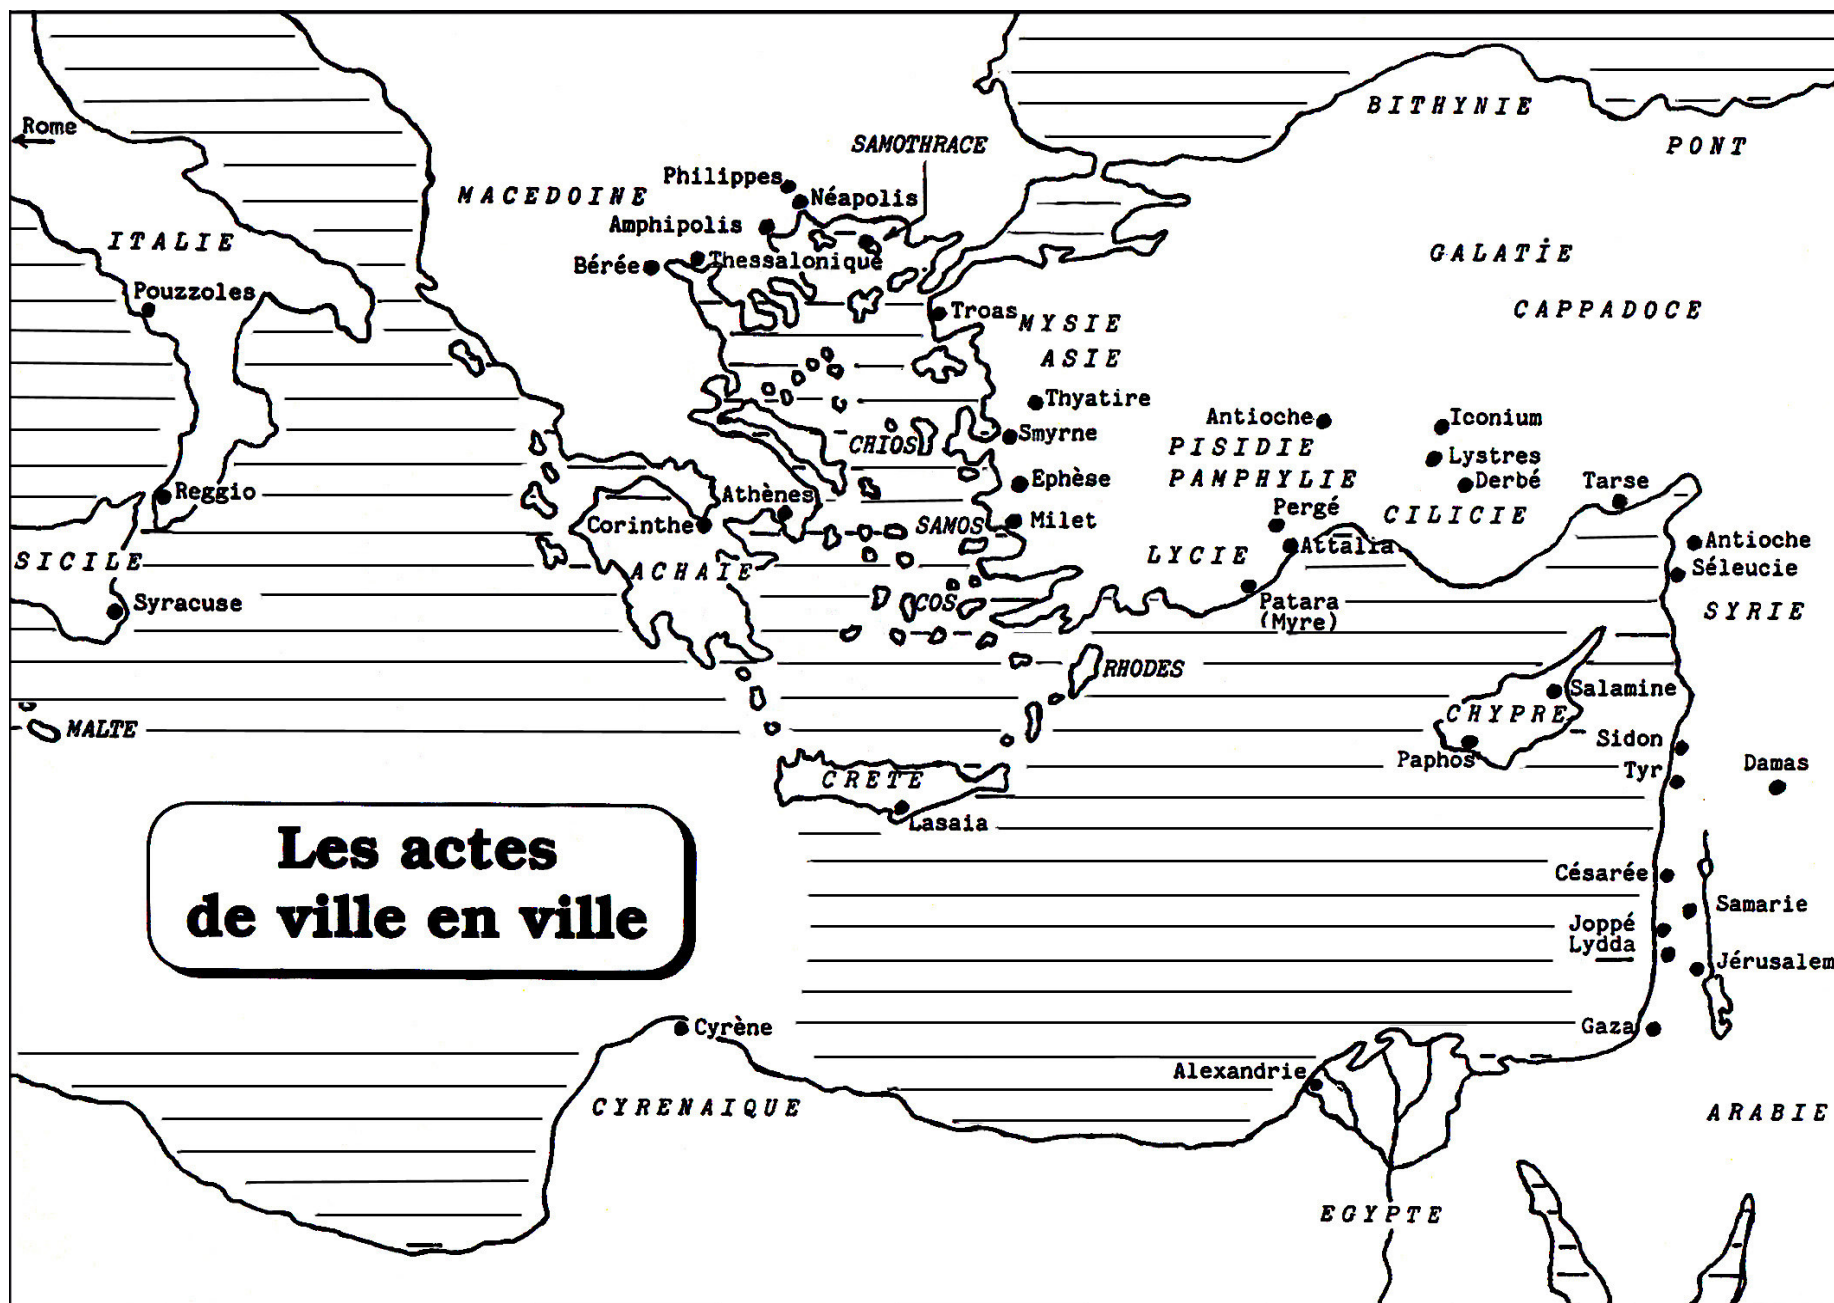 BITHYNIE
Rome
SAMOTHRACE
PONT
Philippes
MACEDOINE
Néapolis
Amphipolis
ITALIE
GALATIE
Bérée
Thessalonique
Pouzzoles
Troas
CAPPADOCE
MYSIE
ASIE
Thyatire
Antioche
Iconium
Smyrne
CHIOS
PISIDIE
Lystres
Ephèse
PAMPHYLIE
Derbé
Tarse
Reggio
Athènes
Pergé
CILICIE
Corinthe
SAMOS
Milet
Attalia
Antioche
LYCIE
SICILE
ACHAÏE
Séleucie
Syracuse
COS
Patara
(Myre)
SYRIE
RHODES
Salamine
CHYPRE
MALTE
Sidon
Paphos
Tyr
Damas
CRETE
Lasaia
Les actes
de ville en ville
Césarée
Samarie
Joppé
Lydda
Jérusalem
Cyrène
Gaza
Alexandrie
CYRENAIQUE
ARABIE
EGYPTE